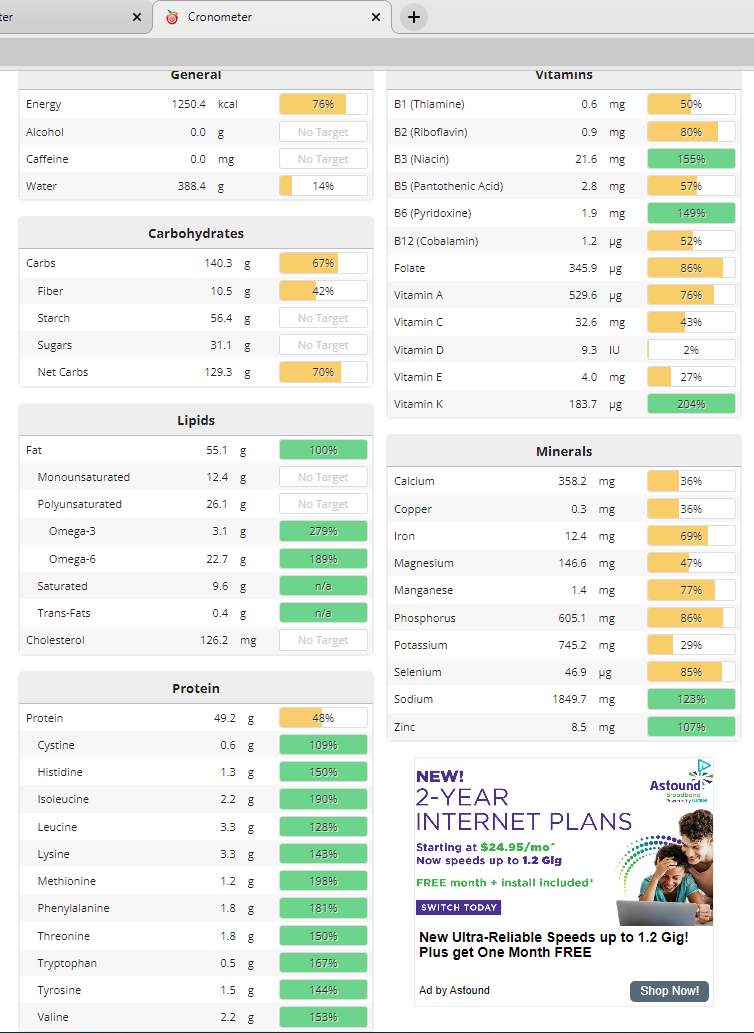 ter
Cronometer
General
Energy 1250.4 kcal 76%
Alcohol 0.0 g No Target
Caffeine 0.0 mg No Target
Water 388.4 g 14%
Carbohydrates
Carbs 140.3 g 67%
Fiber 10.5 g 42%
Starch 56.4 g No Target
Sugars 31.1 g No Target
Net Carbs 129.3 g 70%
Lipids
Fat 55.1 g 100%
Monounsaturated 12.4 g No Target
Polyunsaturated 26.1 g No Target
Omega-3 3.1 g 279%
Omega-6 22.7 g 189%
Saturated 9.6 g n/a
Trans-Fats 0.4 g n/a
Cholesterol 126.2 mg No Target
Protein
Protein 49.2 g 48%
Cystine 0.6 g 109%
Histidine 1.3 g 150%
Isoleucine 2.2 g 190%
Leucine 3.3 g 128%
Lysine 3.3 g 143%
Methionine 1.2 g 198%
Phenylalanine 1.8 g 181%
Threonine 1.8 g 150%
Tryptophan 0.5 g 167%
Tyrosine 1.5 g 144%
Valine 2.2 g 153%
Vitamins
B1 (Thiamine) 0.6 mg 50%
B2 (Riboflavin) 0.9 mg 80%
B3 (Niacin) 21.6 mg 155%
B5 (Pantothenic Acid) 2.8 mg 57%
B6 (Pyridoxine) 1.9 mg 149%
B12 (Cobalamin) 1.2 µg 52%
Folate 345.9 µg 86%
Vitamin A 529.6 µg 76%
Vitamin C 32.6 mg 43%
Vitamin D 9.3 IU 2%
Vitamin E 4.0 mg 27%
Vitamin K 183.7 µg 204%
Minerals
Calcium 358.2 mg 36%
Copper 0.3 mg 36%
Iron 12.4 mg 69%
Magnesium 146.6 mg 47%
Manganese 1.4 mg 77%
Phosphorus 605.1 mg 86%
Potassium 745.2 mg 29%
Selenium 46.9 µg 85%
Sodium 1849.7 mg 123%
Zinc 8.5 mg 107%
NEW!
2-YEAR
INTERNET PLANS
Starting at $24.95/mo*
Now speeds up to 1.2 Gig
FREE month + install included*
SWITCH TODAY
Astound
Broadband
Powered by wave
New Ultra-Reliable Speeds up to 1.2 Gig!
Plus get One Month FREE
Ad by Astound
Shop Now!